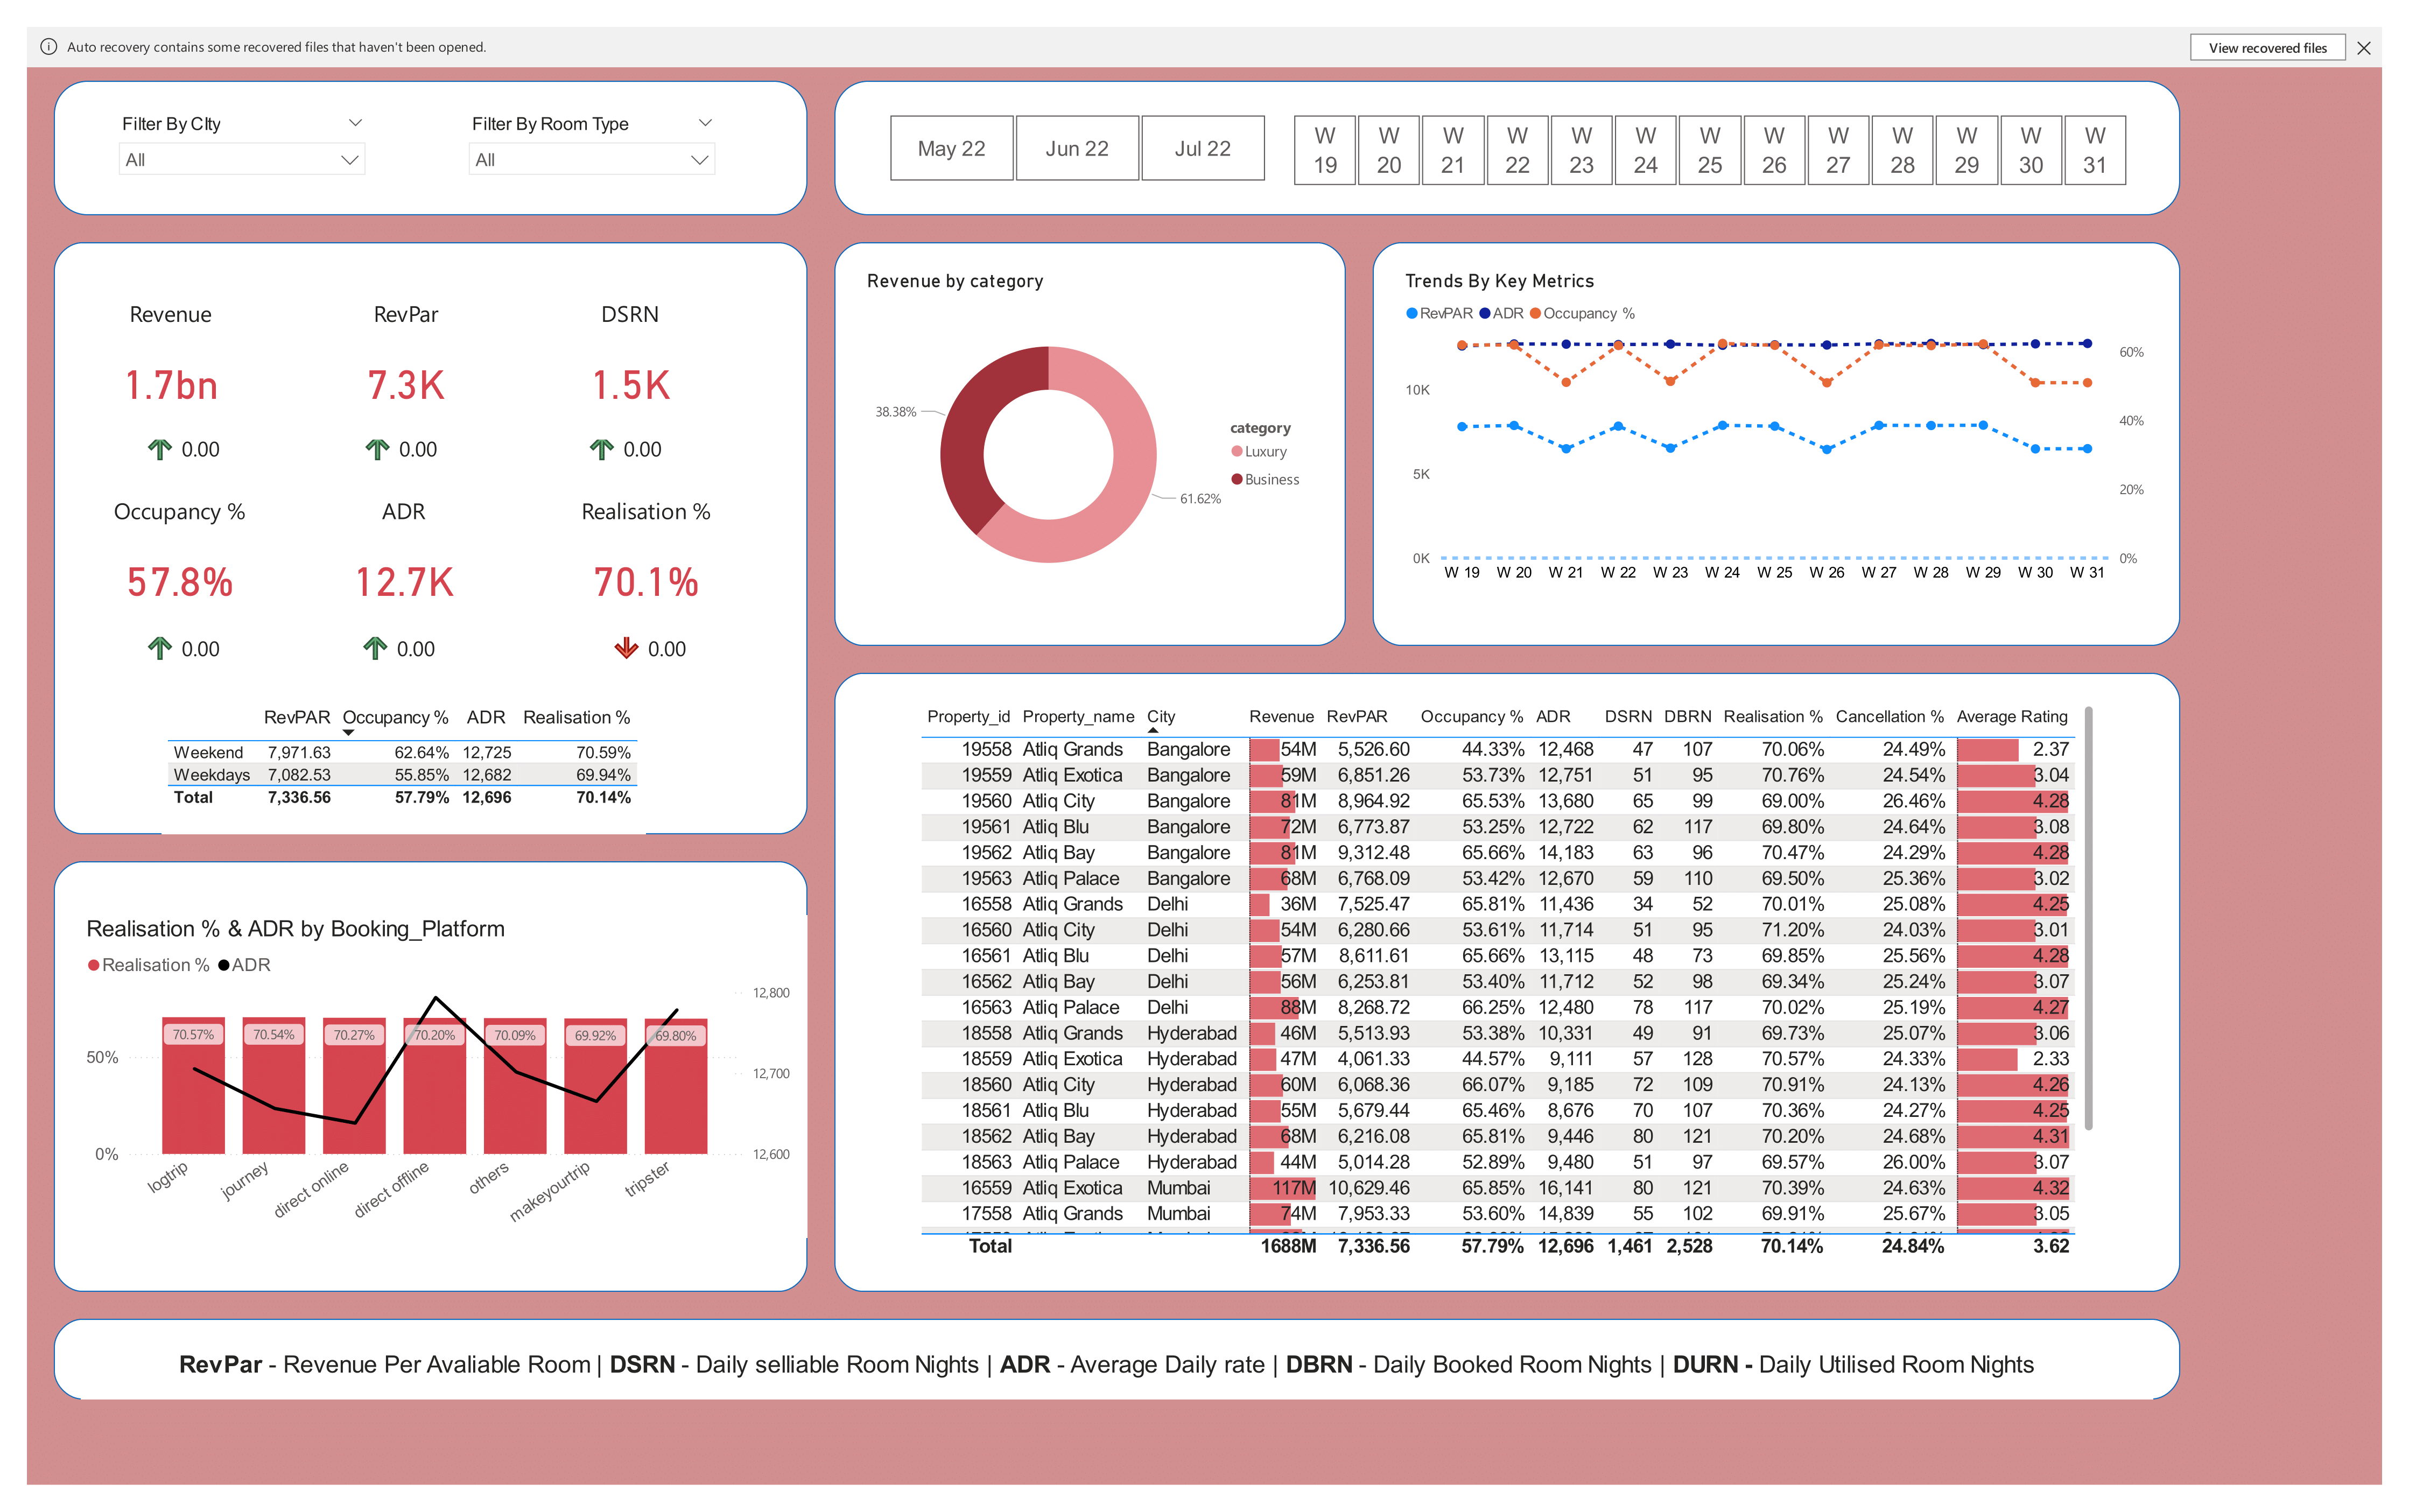 Auto recovery contains some recovered files that haven't been opened.
View recovered files
Filter By CIty
All
Filter By Room Type
All
May 22
Jun 22
Jul 22
W 19
W 20
W 21
W 22
W 23
W 24
W 25
W 26
W 27
W 28
W 29
W 30
W 31
Revenue RevPar DSRN
1.7bn 7.3K 1.5K
0.00 0.00 0.00
Occupancy % ADR Realisation %
57.8% 12.7K 70.1%
0.00 0.00 0.00
RevPAR Occupancy % ADR Realisation %
Weekend 7,971.63 62.64% 12,725 70.59%
Weekdays 7,082.53 55.85% 12,682 69.94%
Total 7,336.56 57.79% 12,696 70.14%
Revenue by category
38.38%
61.62%
category
Luxury
Business
Trends By Key Metrics
RevPAR ADR Occupancy %
10K
5K
0K
60%
40%
20%
0%
W 19 W 20 W 21 W 22 W 23 W 24 W 25 W 26 W 27 W 28 W 29 W 30 W 31
Realisation % & ADR by Booking_Platform
Realisation % ADR
50%
0%
12,800
12,700
12,600
70.57% 70.54% 70.27% 70.20% 70.09% 69.92% 69.80%
logtrip journey direct online direct offline others makeyourtrip tripster
Property_id Property_name City Revenue RevPAR Occupancy % ADR DSRN DBRN Realisation % Cancellation % Average Rating
19558 Atliq Grands Bangalore 54M 5,526.60 44.33% 12,468 47 107 70.06% 24.49% 2.37
19559 Atliq Exotica Bangalore 59M 6,851.26 53.73% 12,751 51 95 70.76% 24.54% 3.04
19560 Atliq City Bangalore 81M 8,964.92 65.53% 13,680 65 99 69.00% 26.46% 4.28
19561 Atliq Blu Bangalore 72M 6,773.87 53.25% 12,722 62 117 69.80% 24.64% 3.08
19562 Atliq Bay Bangalore 81M 9,312.48 65.66% 14,183 63 96 70.47% 24.29% 4.28
19563 Atliq Palace Bangalore 68M 6,768.09 53.42% 12,670 59 110 69.50% 25.36% 3.02
16558 Atliq Grands Delhi 36M 7,525.47 65.81% 11,436 34 52 70.01% 25.08% 4.25
16560 Atliq City Delhi 54M 6,280.66 53.61% 11,714 51 95 71.20% 24.03% 3.01
16561 Atliq Blu Delhi 57M 8,611.61 65.66% 13,115 48 73 69.85% 25.56% 4.28
16562 Atliq Bay Delhi 56M 6,253.81 53.40% 11,712 52 98 69.34% 25.24% 3.07
16563 Atliq Palace Delhi 88M 8,268.72 66.25% 12,480 78 117 70.02% 25.19% 4.27
18558 Atliq Grands Hyderabad 46M 5,513.93 53.38% 10,331 49 91 69.73% 25.07% 3.06
18559 Atliq Exotica Hyderabad 47M 4,061.33 44.57% 9,111 57 128 70.57% 24.33% 2.33
18560 Atliq City Hyderabad 60M 6,068.36 66.07% 9,185 72 109 70.91% 24.13% 4.26
18561 Atliq Blu Hyderabad 55M 5,679.44 65.46% 8,676 70 107 70.36% 24.27% 4.25
18562 Atliq Bay Hyderabad 68M 6,216.08 65.81% 9,446 80 121 70.20% 24.68% 4.31
18563 Atliq Palace Hyderabad 44M 5,014.28 52.89% 9,480 51 97 69.57% 26.00% 3.07
16559 Atliq Exotica Mumbai 117M 10,629.46 65.85% 16,141 80 121 70.39% 24.63% 4.32
17558 Atliq Grands Mumbai 74M 7,953.33 53.60% 14,839 55 102 69.91% 25.67% 3.05
Total 1688M 7,336.56 57.79% 12,696 1,461 2,528 70.14% 24.84% 3.62
RevPar - Revenue Per Avaliable Room | DSRN - Daily selliable Room Nights | ADR - Average Daily rate | DBRN - Daily Booked Room Nights | DURN - Daily Utilised Room Nights